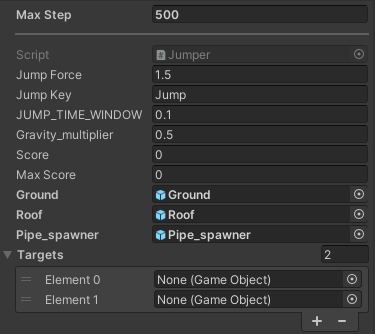 Max Step 500
Script Jumper
Jump Force 1.5
Jump Key Jump
JUMP_TIME_WINDOW 0.1
Gravity_multiplier 0.5
Score 0
Max Score 0
Ground Ground
Roof Roof
Pipe_spawner Pipe_spawner
Targets 2
Element 0 None (Game Object)
Element 1 None (Game Object)
+ −